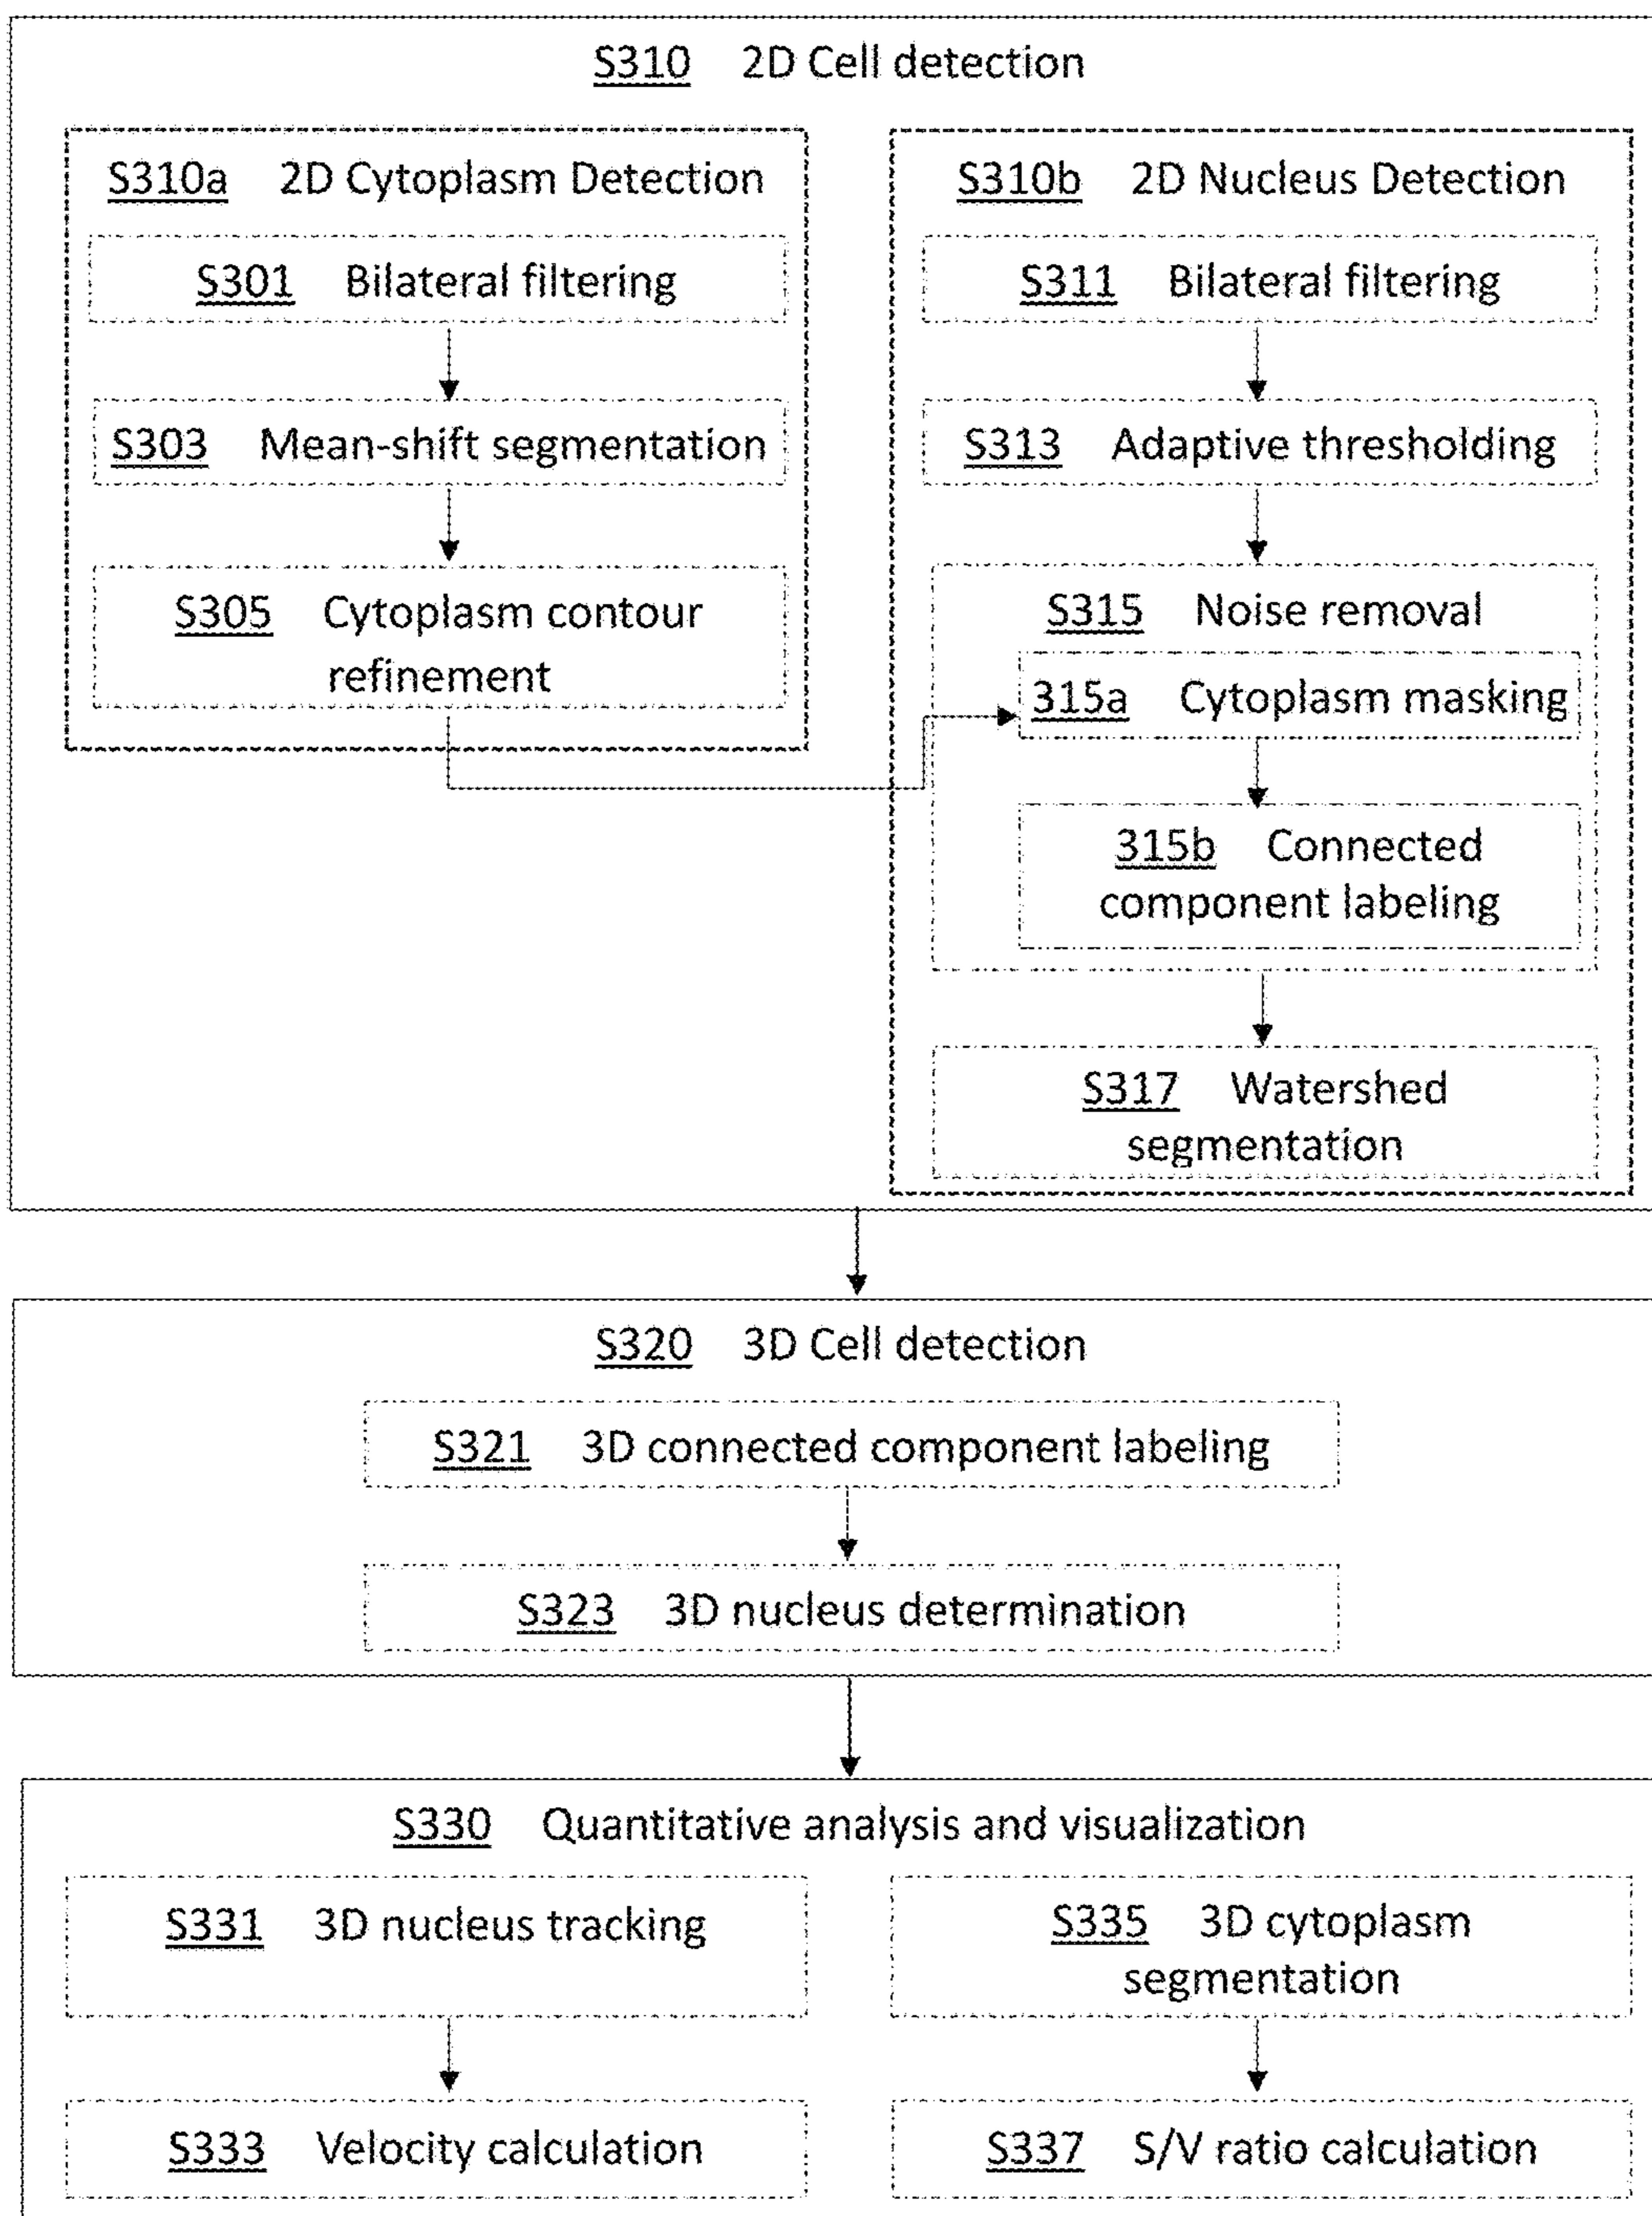 S310 2D Cell detection
S310a 2D Cytoplasm Detection
S301 Bilateral filtering
S303 Mean-shift segmentation
S305 Cytoplasm contour
refinement
S310b 2D Nucleus Detection
S311 Bilateral filtering
S313 Adaptive thresholding
S315 Noise removal
315a Cytoplasm masking
315b Connected
component labeling
S317 Watershed
segmentation
S320 3D Cell detection
S321 3D connected component labeling
S323 3D nucleus determination
S330 Quantitative analysis and visualization
S331 3D nucleus tracking
S333 Velocity calculation
S335 3D cytoplasm
segmentation
S337 S/V ratio calculation